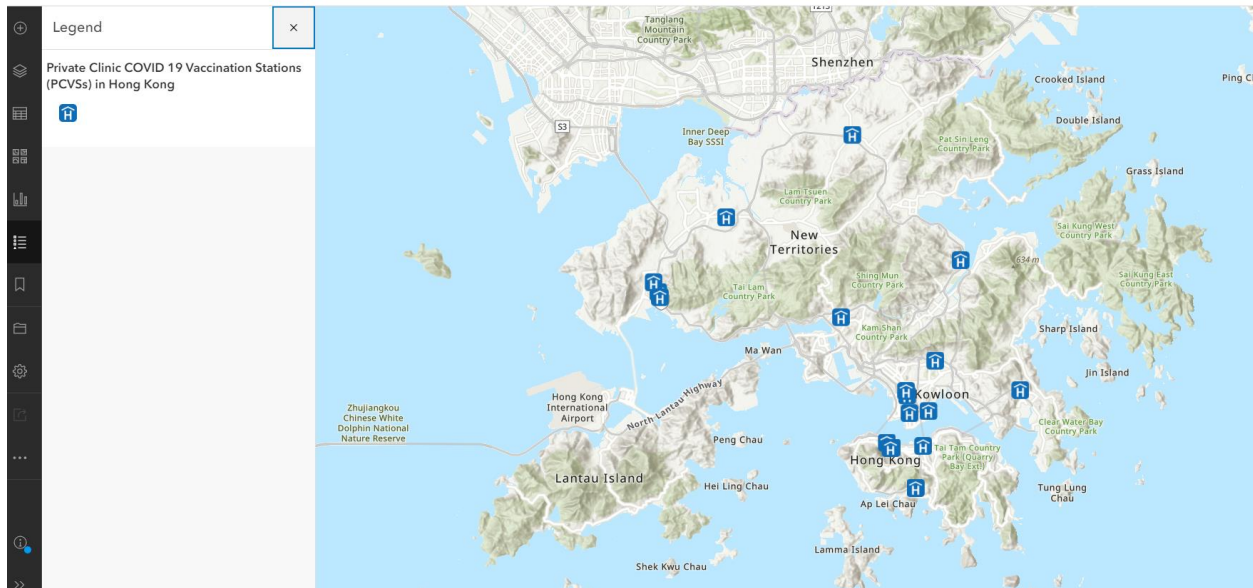 Legend
Private Clinic COVID 19 Vaccination Stations
(PCVSs) in Hong Kong
H
Tanglang
Mountain
Country Park
Shenzhen
Crooked Island
Double Island
Inner Deep
Bay SSSI
S3
H
Pat Sin Leng
Country Park
Grass Island
Lam Tsuen
Country Park
H
New
Territories
Sai Kung West
Country Park
H
634 m
Shing Mun
Country Park
Sai Kung East
Country Park
H
H
Tai Lam
Country Park
H
Kam Shan
Country Park
Sharp Island
Ma Wan
H
Jin Island
Hong Kong
International
Airport
North Lantau Highway
H
Kowloon
H
Zhujiangkou
Chinese White
Dolphin National
Nature Reserve
H
H
Clear Water Bay
Country Park
Peng Chau
H
H
Tai Tam Country
Park (Quarry
Bay Ext.)
Hong Kong
Lantau Island
Hei Ling Chau
H
Tung Lung
Chau
Ap Lei Chau
Lamma Island
Shek Kwu Chau